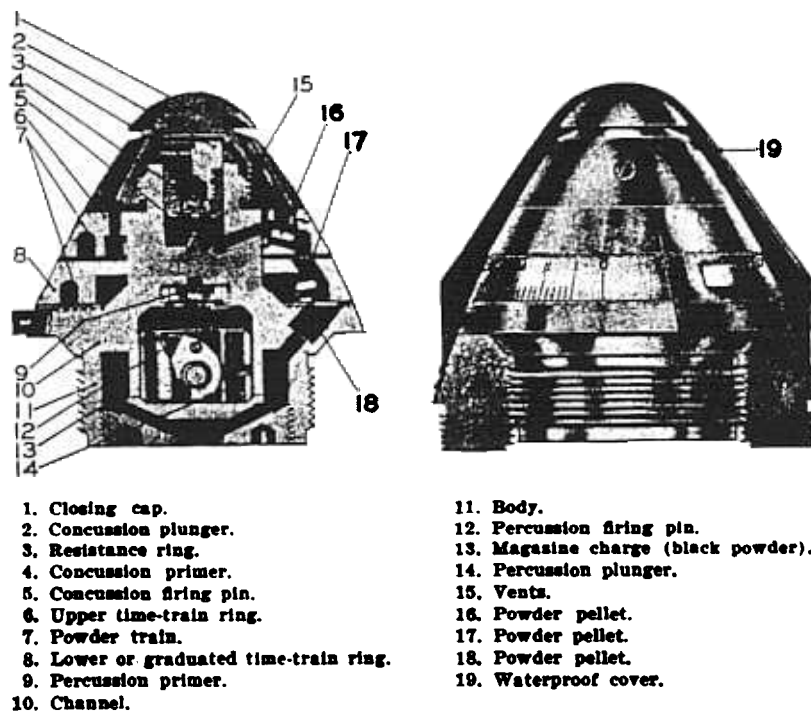 1
2
3
4
5
6
7
15
16
17
19
8
9
10
11
12
13
14
18
1. Closing cap.
2. Concussion plunger.
3. Resistance ring.
4. Concussion primer.
5. Concussion firing pin.
6. Upper time-train ring.
7. Powder train.
8. Lower or graduated time-train ring.
9. Percussion primer.
10. Channel.
11. Body.
12. Percussion firing pin.
13. Magasine charge (black powder).
14. Percussion plunger.
15. Vents.
16. Powder pellet.
17. Powder pellet.
18. Powder pellet.
19. Waterproof cover.